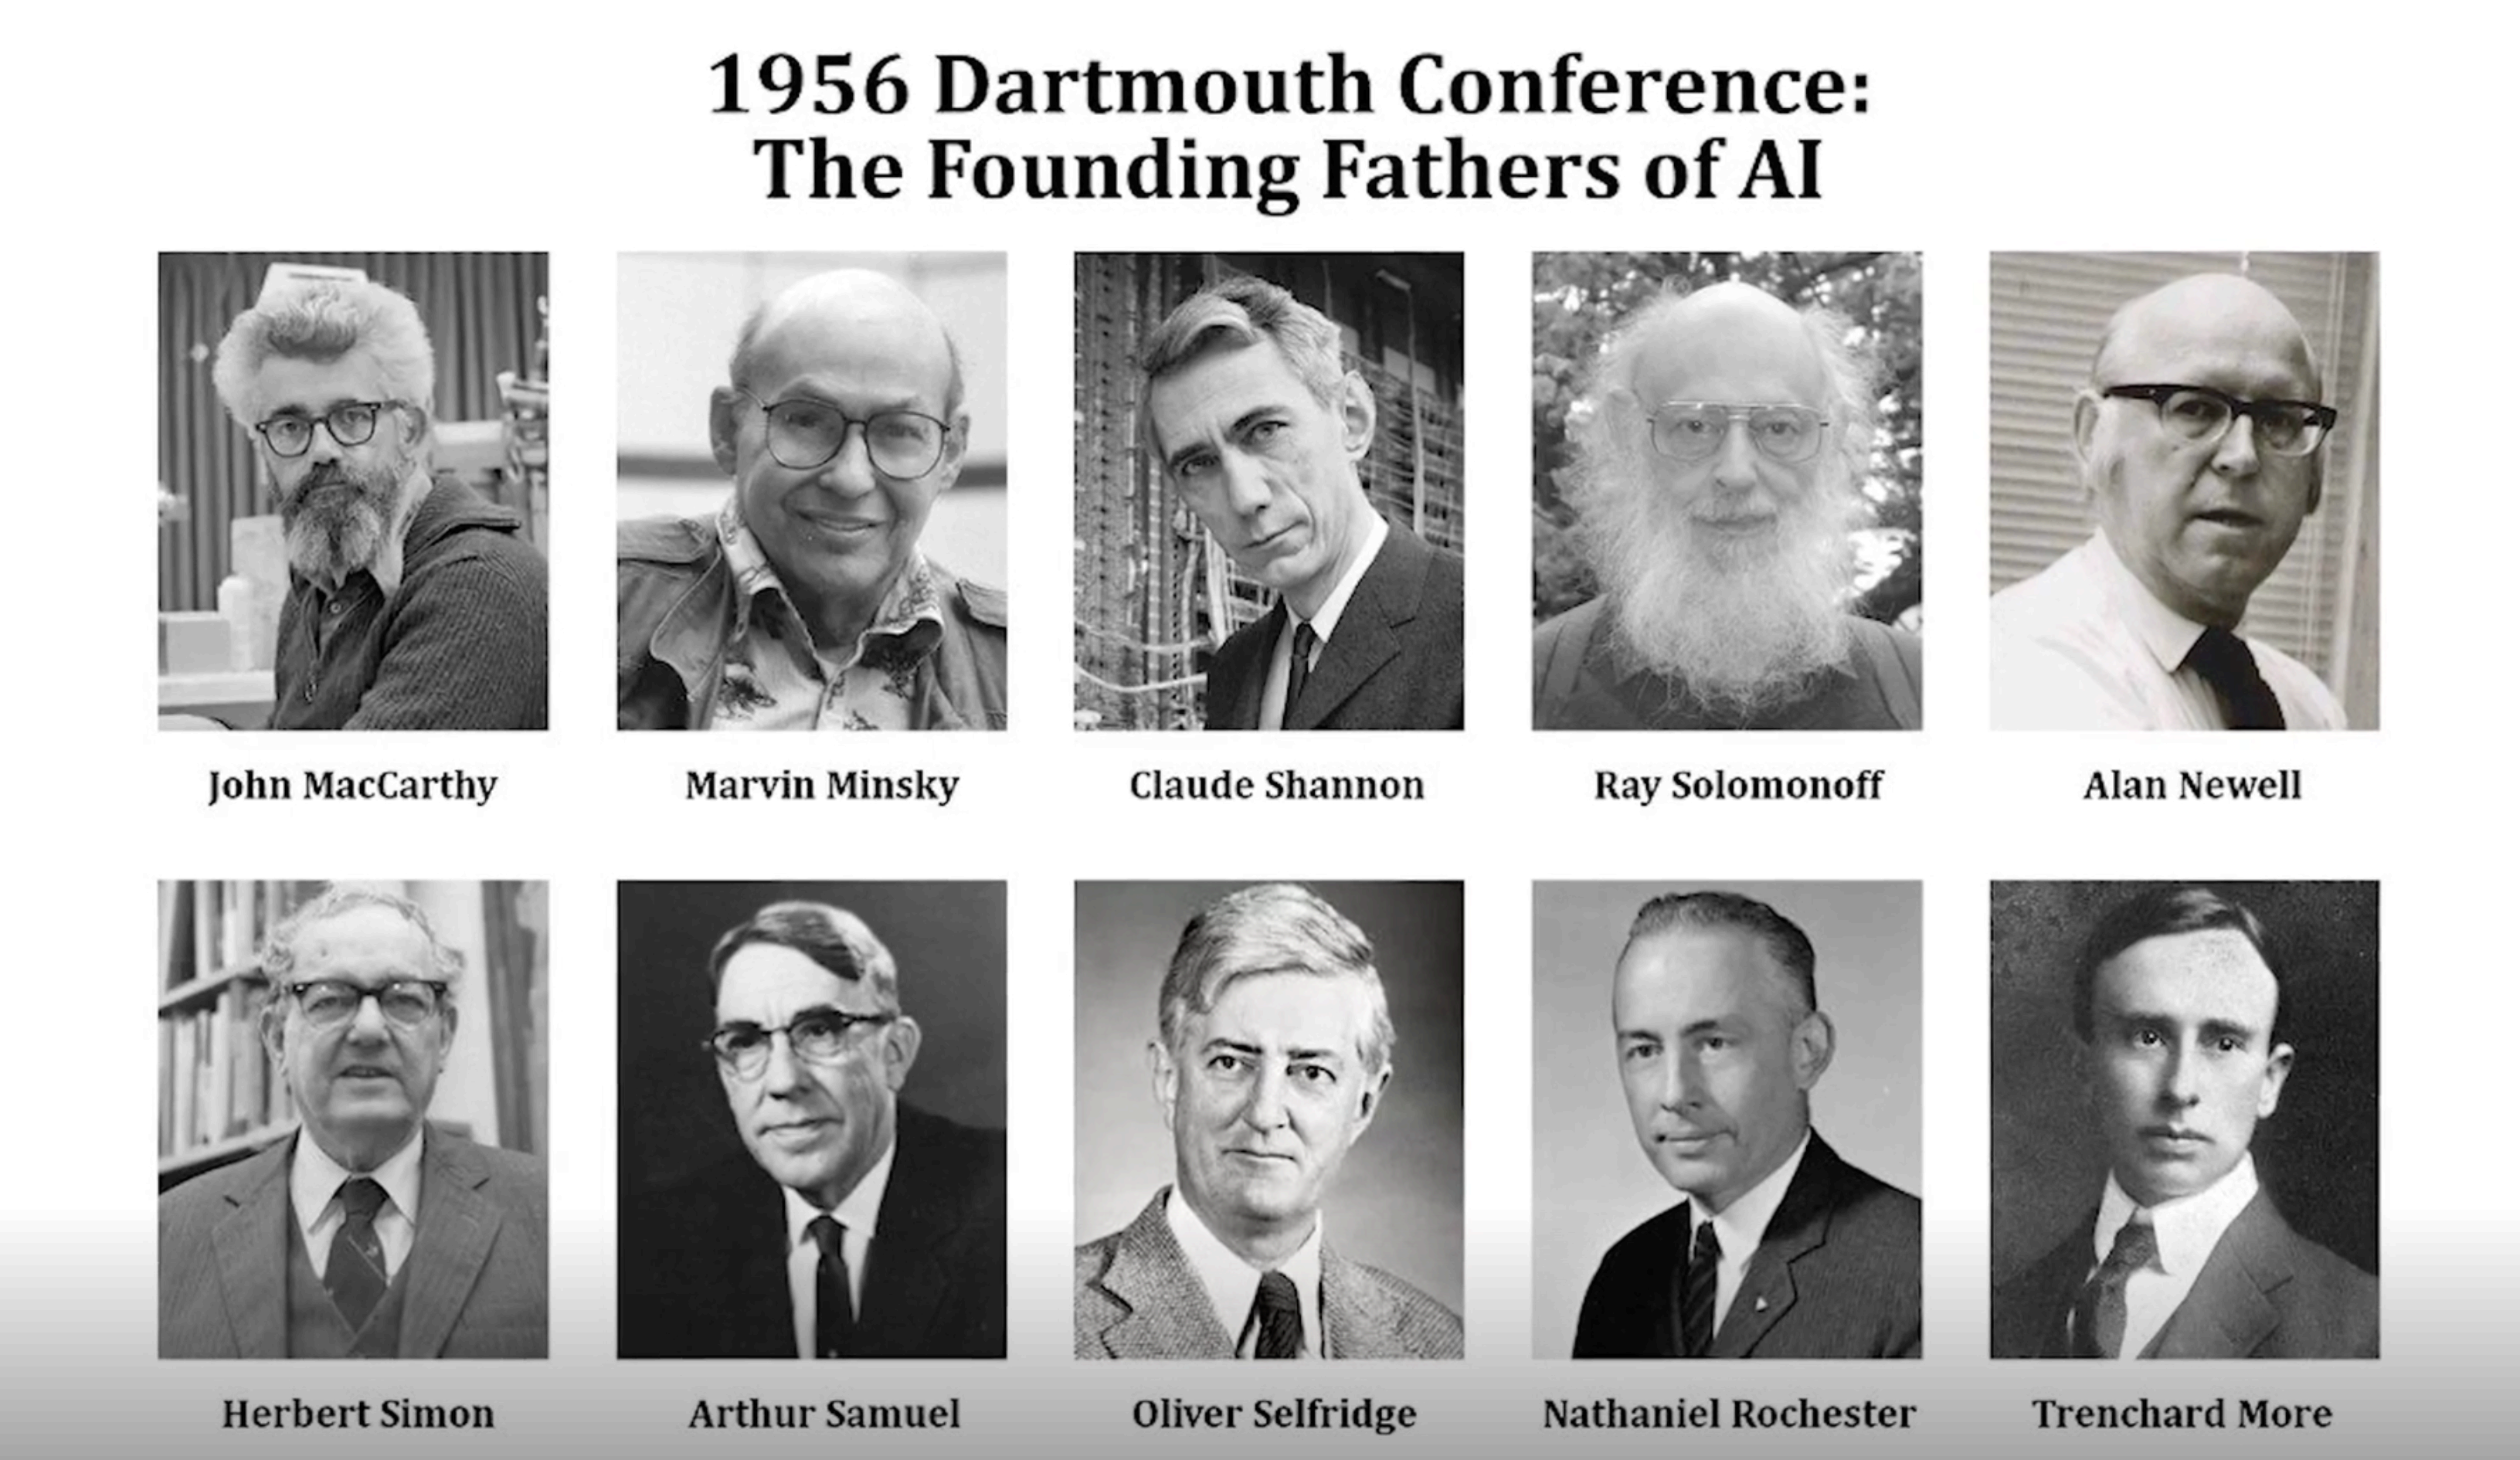 1956 Dartmouth Conference:
The Founding Fathers of AI
John MacCarthy
Marvin Minsky
Claude Shannon
Ray Solomonoff
Alan Newell
Herbert Simon
Arthur Samuel
Oliver Selfridge
Nathaniel Rochester
Trenchard More